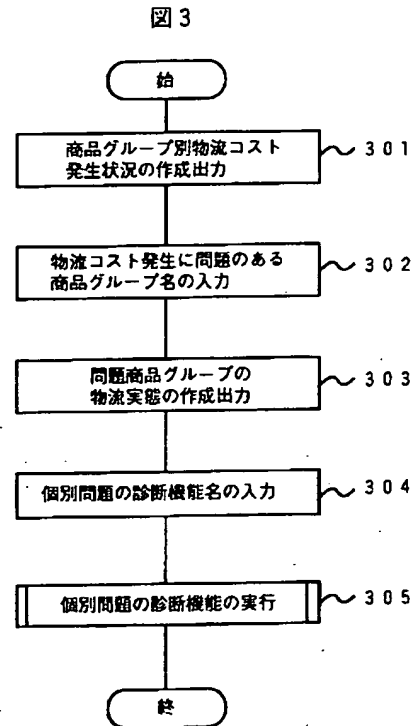 図3
始
商品グループ別物流コスト
発生状況の作成出力
301
物流コスト発生に問題のある
商品グループ名の入力
302
問題商品グループの
物流実態の作成出力
303
個別問題の診断機能名の入力
304
個別問題の診断機能の実行
305
終